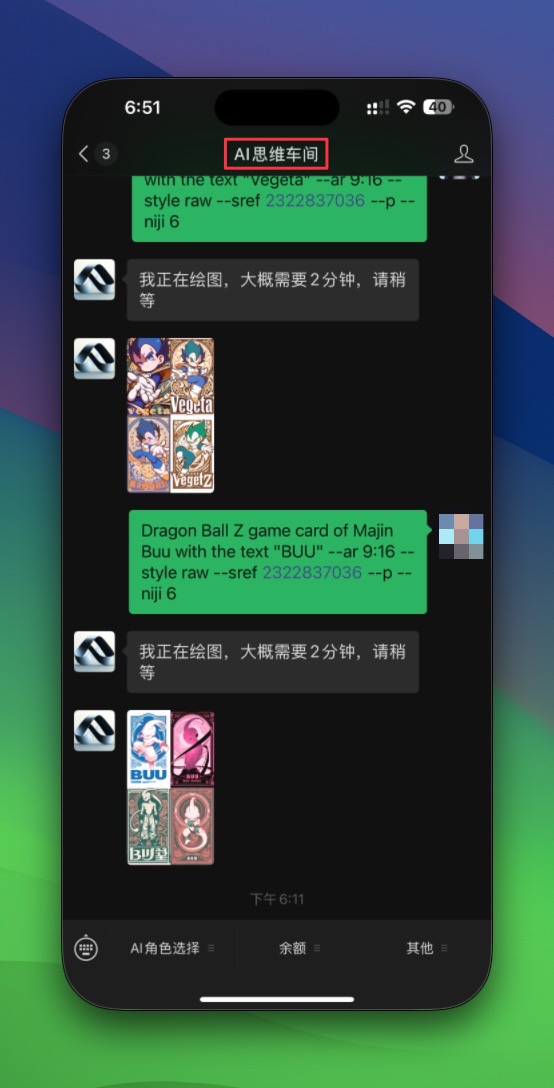 6:51
40
3
AI思维车间
with the text "Vegeta" --ar 9:16 --
style raw --sref 2322837036 --p --
niji 6
我正在绘图，大概需要2分钟，请稍
等
vegeta
Vegeta
VegetZ
Dragon Ball Z game card of Majin
Buu with the text "BUU" --ar 9:16 --
style raw --sref 2322837036 --p --
niji 6
我正在绘图，大概需要2分钟，请稍
等
BUU
BUU
下午6:11
AI角色选择
余额
其他